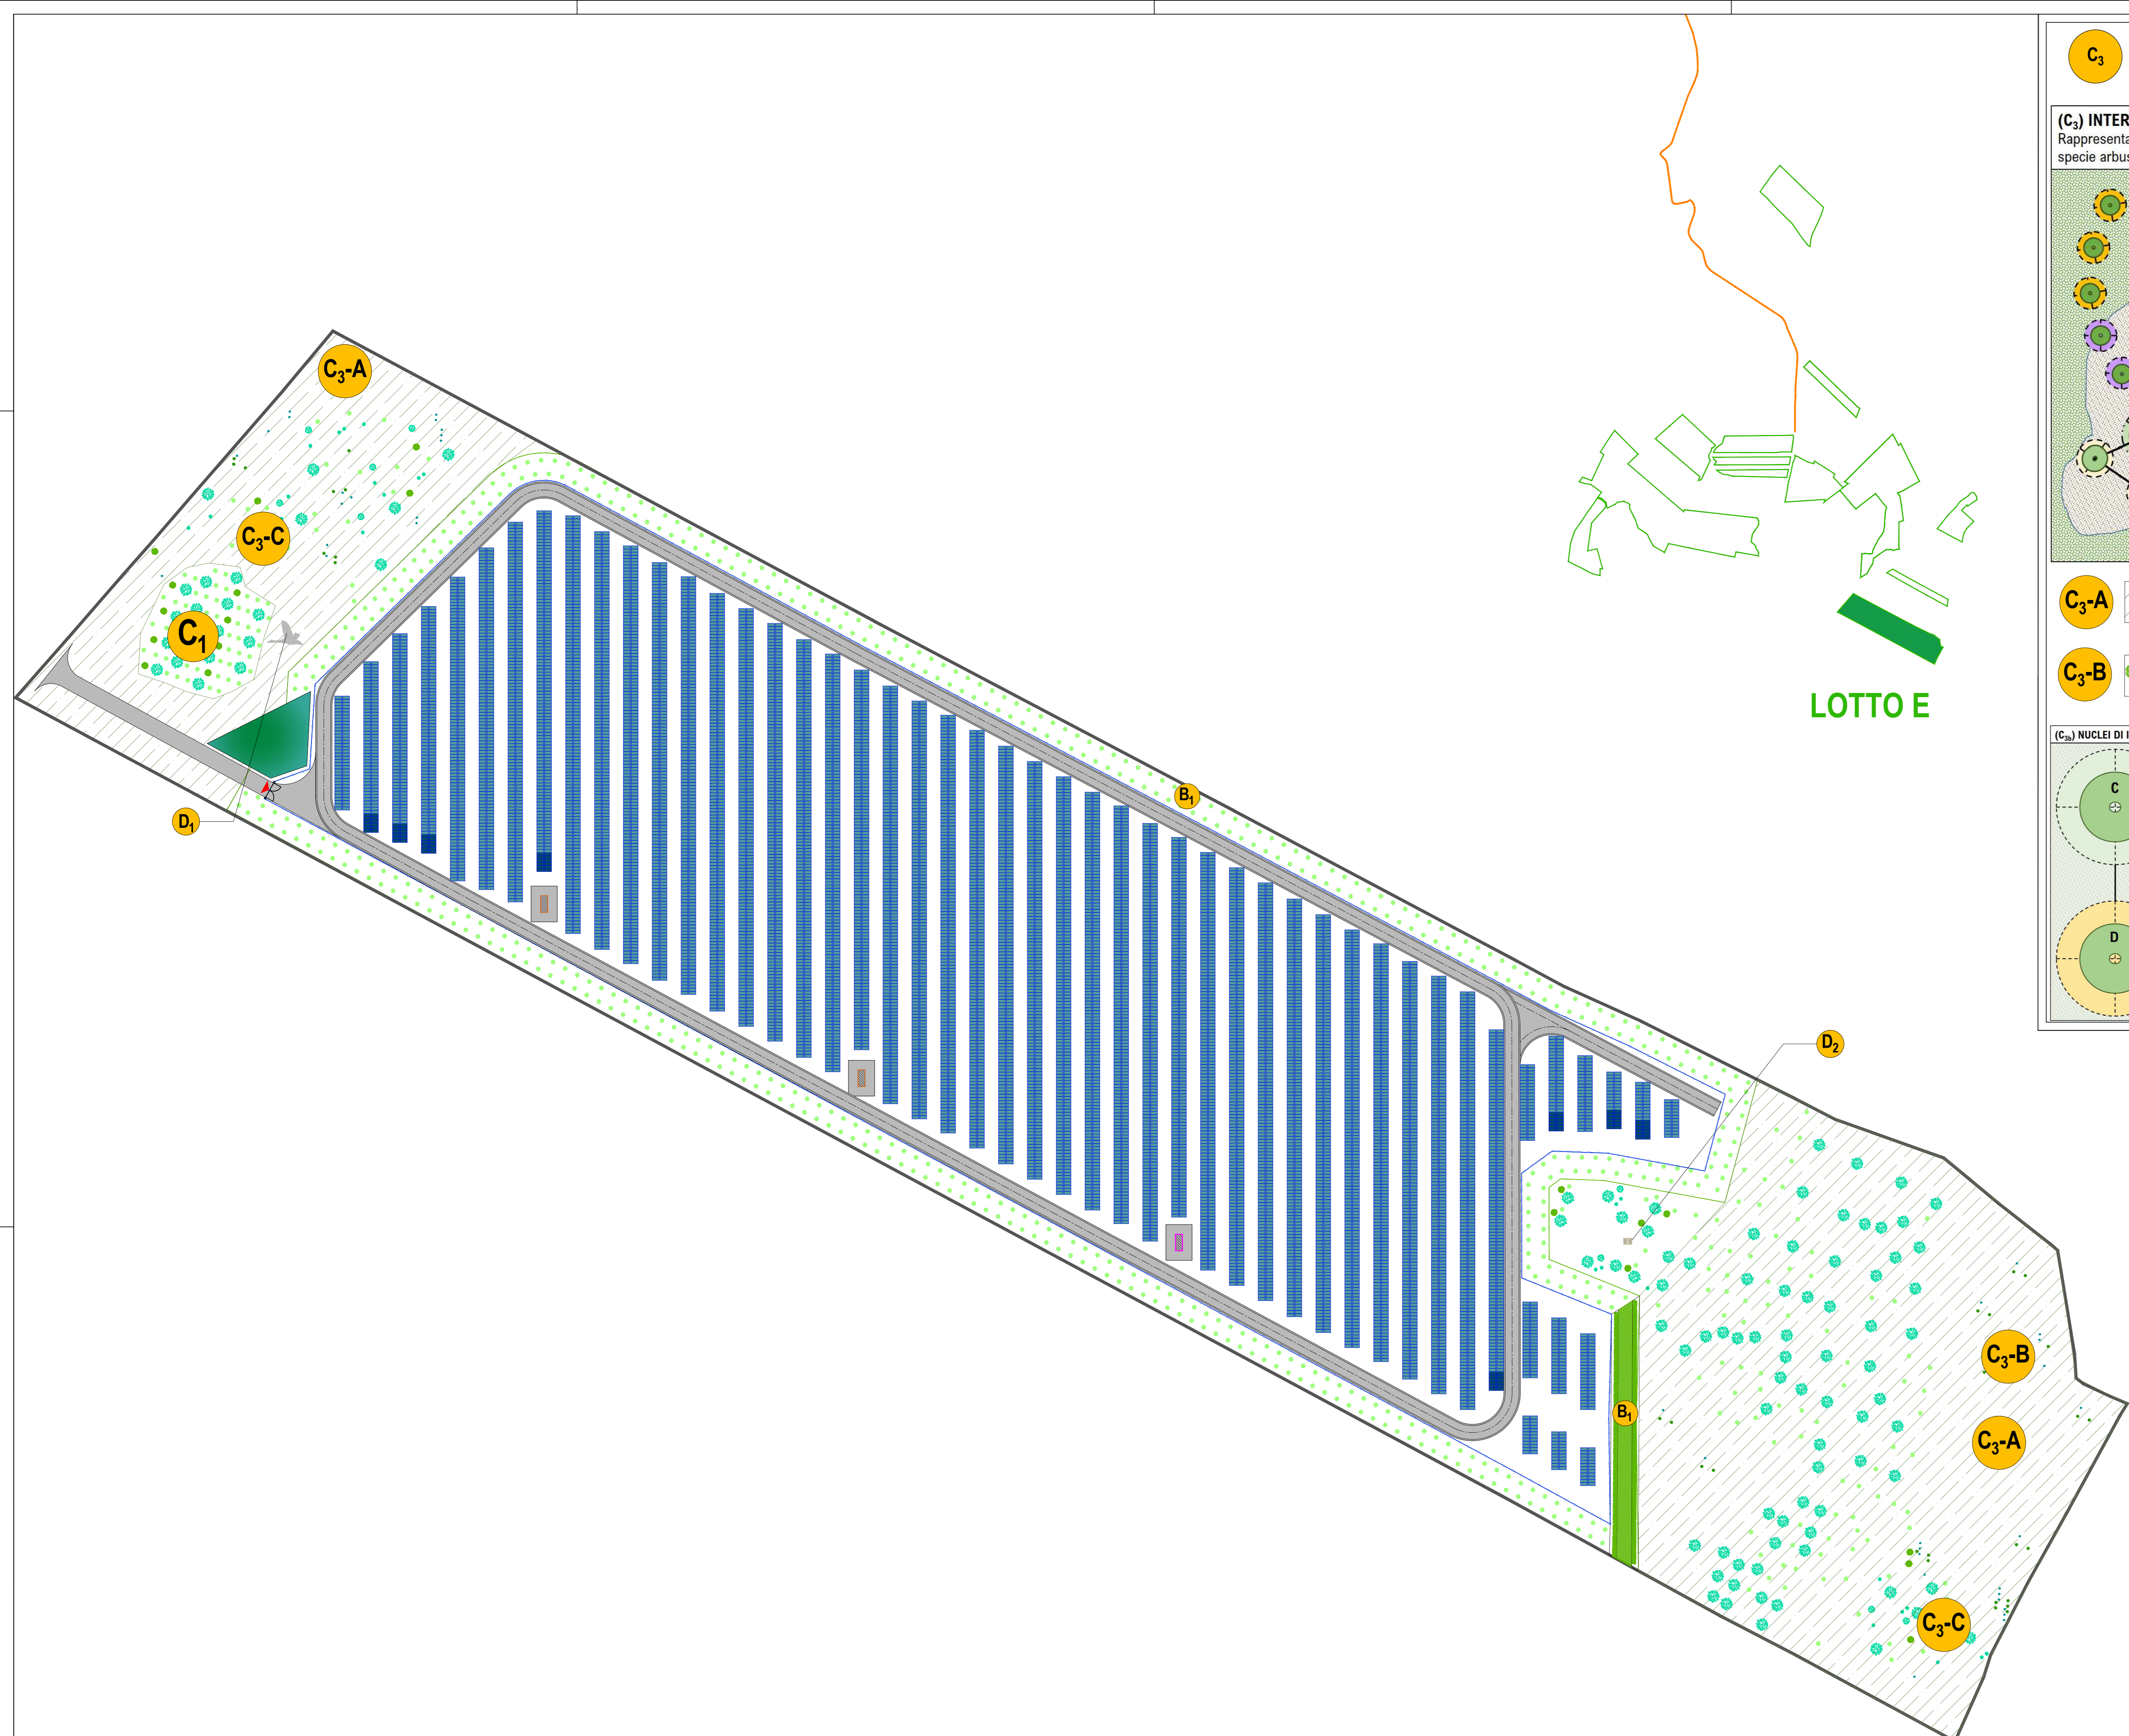 C3
(C3) INTER
Rappresenta
specie arbus
C3-A
C3-C
C1
D1
B1
D2
B1
C3-B
C3-A
C3-C
LOTTO E
C3-A
C3-B
(C3b) NUCLEI DI I
C
D